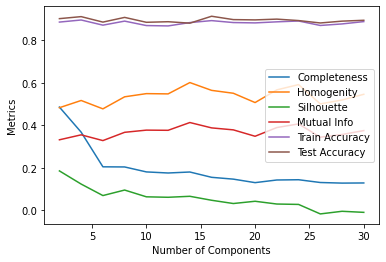 Metrics
0.8
0.6
0.4
0.2
0.0
Completeness
Homogenity
Silhouette
Mutual Info
Train Accuracy
Test Accuracy
5 10 15 20 25 30
Number of Components